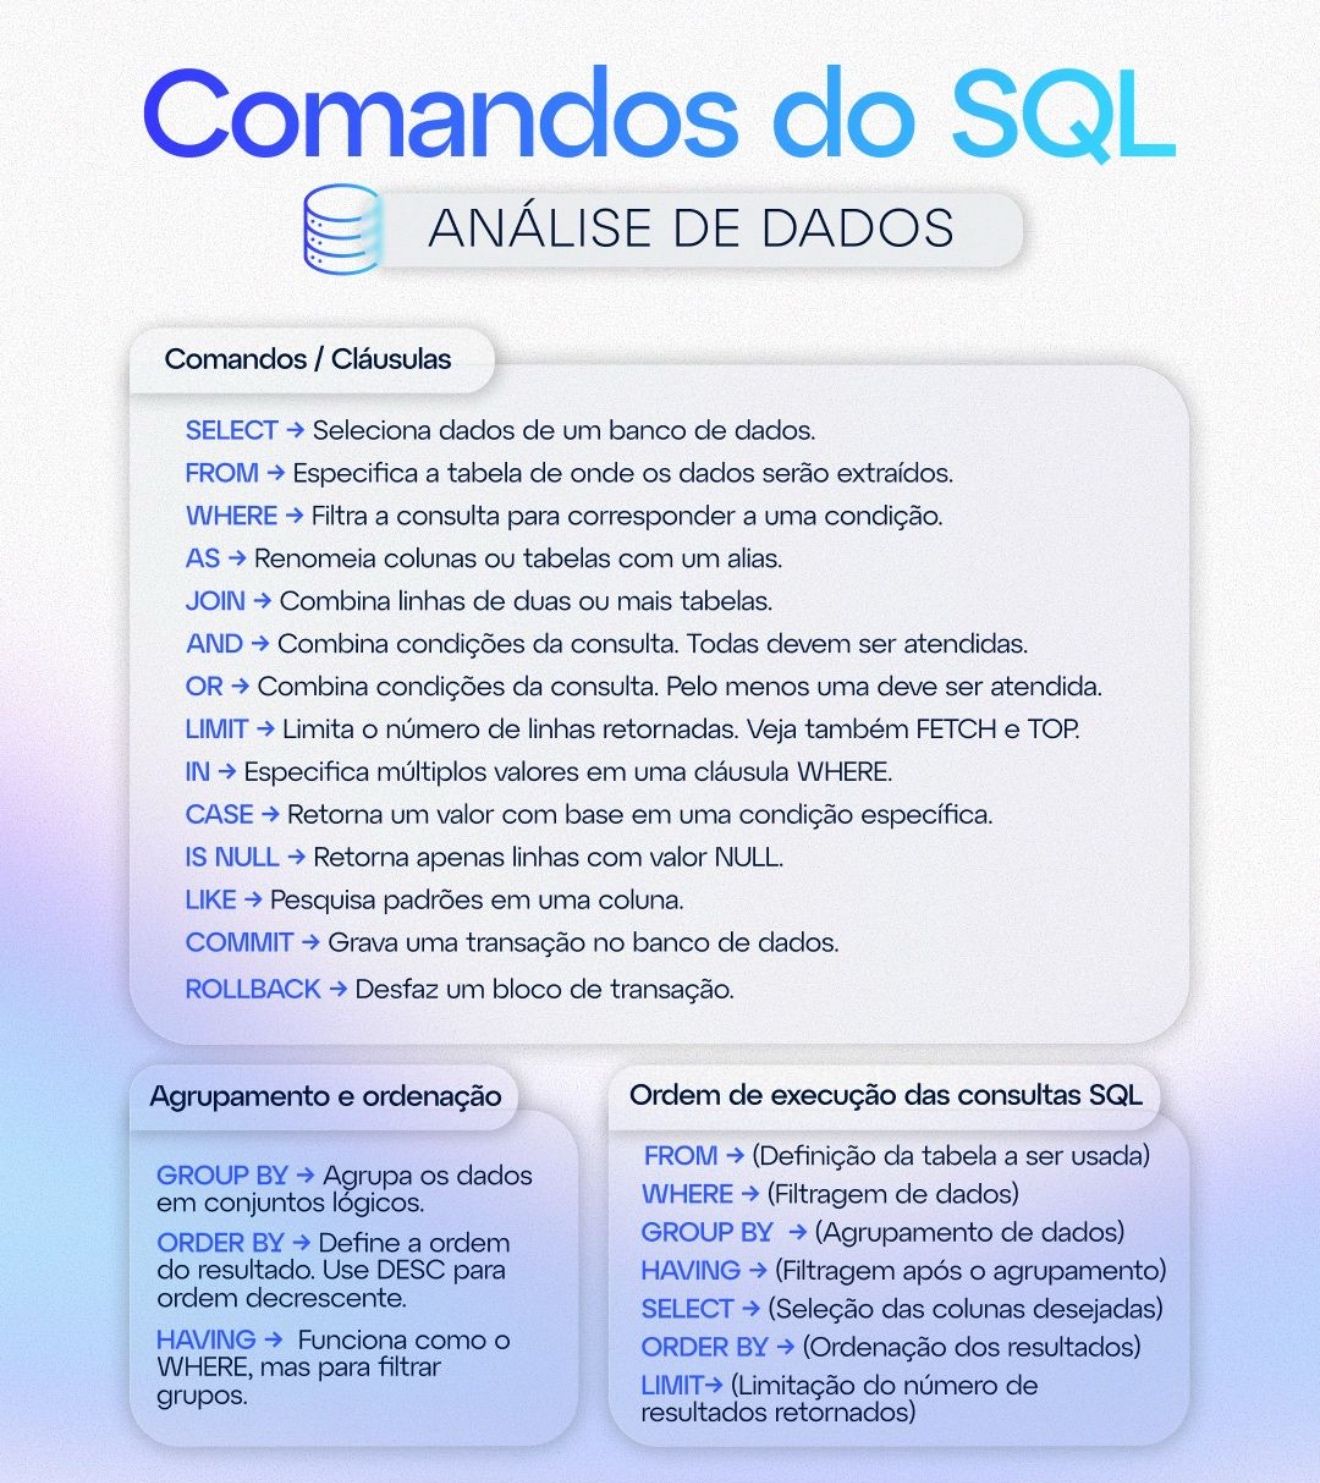 Comandos do SQL
ANÁLISE DE DADOS
Comandos / Cláusulas
SELECT → Seleciona dados de um banco de dados.
FROM → Especifica a tabela de onde os dados serão extraídos.
WHERE → Filtra a consulta para corresponder a uma condição.
AS → Renomeia colunas ou tabelas com um alias.
JOIN → Combina linhas de duas ou mais tabelas.
AND → Combina condições da consulta. Todas devem ser atendidas.
OR → Combina condições da consulta. Pelo menos uma deve ser atendida.
LIMIT → Limita o número de linhas retornadas. Veja também FETCH e TOP.
IN → Especifica múltiplos valores em uma cláusula WHERE.
CASE → Retorna um valor com base em uma condição específica.
IS NULL → Retorna apenas linhas com valor NULL.
LIKE → Pesquisa padrões em uma coluna.
COMMIT → Grava uma transação no banco de dados.
ROLLBACK → Desfaz um bloco de transação.
Agrupamento e ordenação
GROUP BY → Agrupa os dados
em conjuntos lógicos.
ORDER BY → Define a ordem
do resultado. Use DESC para
ordem decrescente.
HAVING → Funciona como o
WHERE, mas para filtrar
grupos.
Ordem de execução das consultas SQL
FROM → (Definição da tabela a ser usada)
WHERE → (Filtragem de dados)
GROUP BY → (Agrupamento de dados)
HAVING → (Filtragem após o agrupamento)
SELECT → (Seleção das colunas desejadas)
ORDER BY → (Ordenação dos resultados)
LIMIT→ (Limitação do número de
resultados retornados)